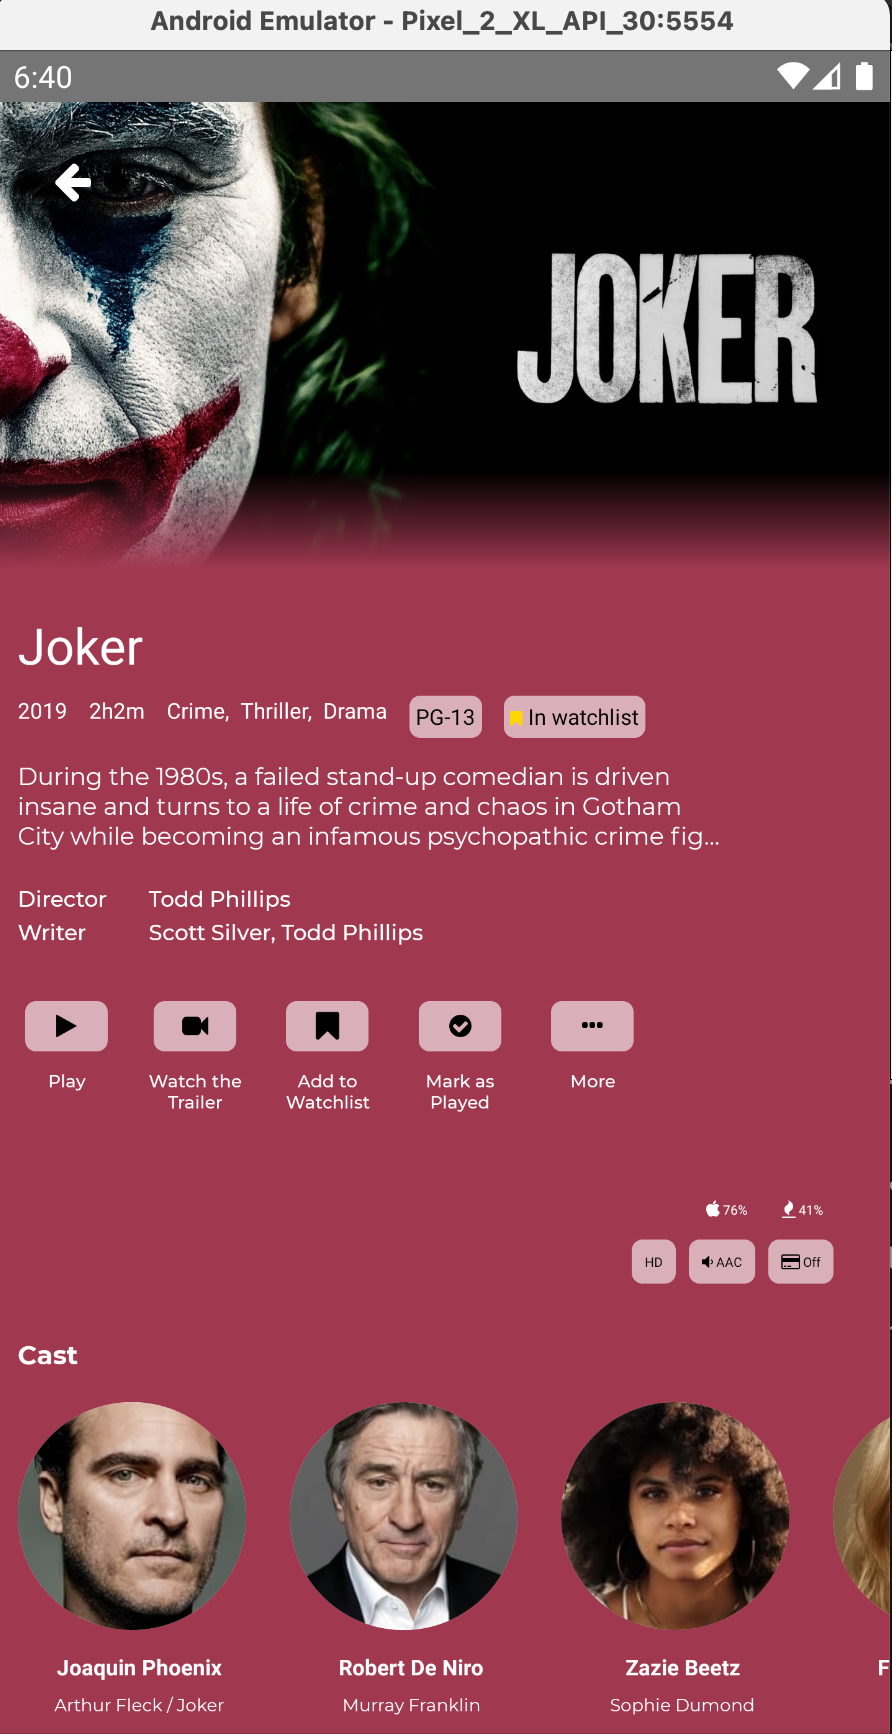 Android Emulator - Pixel_2_XL_API_30:5554
6:40
JOKER
Joker
2019 2h2m Crime, Thriller, Drama PG-13 In watchlist
During the 1980s, a failed stand-up comedian is driven
insane and turns to a life of crime and chaos in Gotham
City while becoming an infamous psychopathic crime fig...
Director Todd Phillips
Writer Scott Silver, Todd Phillips
Play Watch the Add to Mark as More
Trailer Watchlist Played
76% 41%
HD AAC Off
Cast
Joaquin Phoenix Robert De Niro Zazie Beetz F
Arthur Fleck / Joker Murray Franklin Sophie Dumond